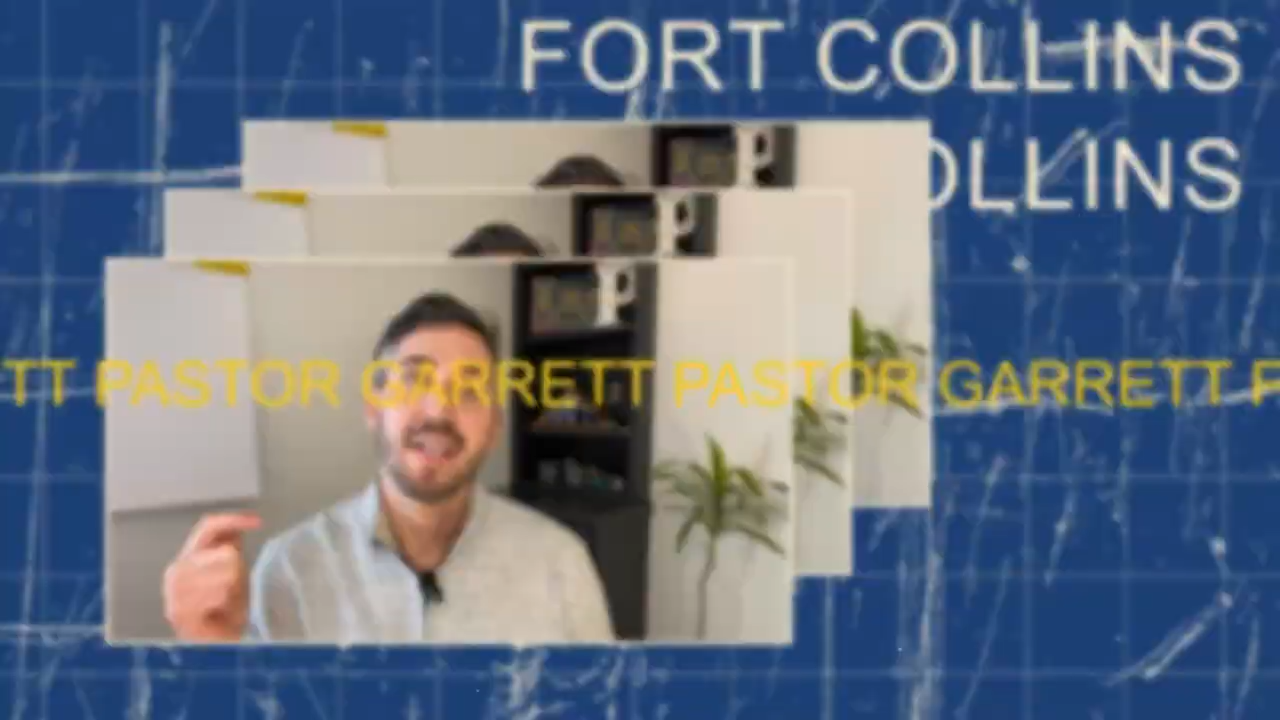 FORT COLLINS
OLLINS
P
P
P
TT PASTOR GARRETT PASTOR GARRETT F